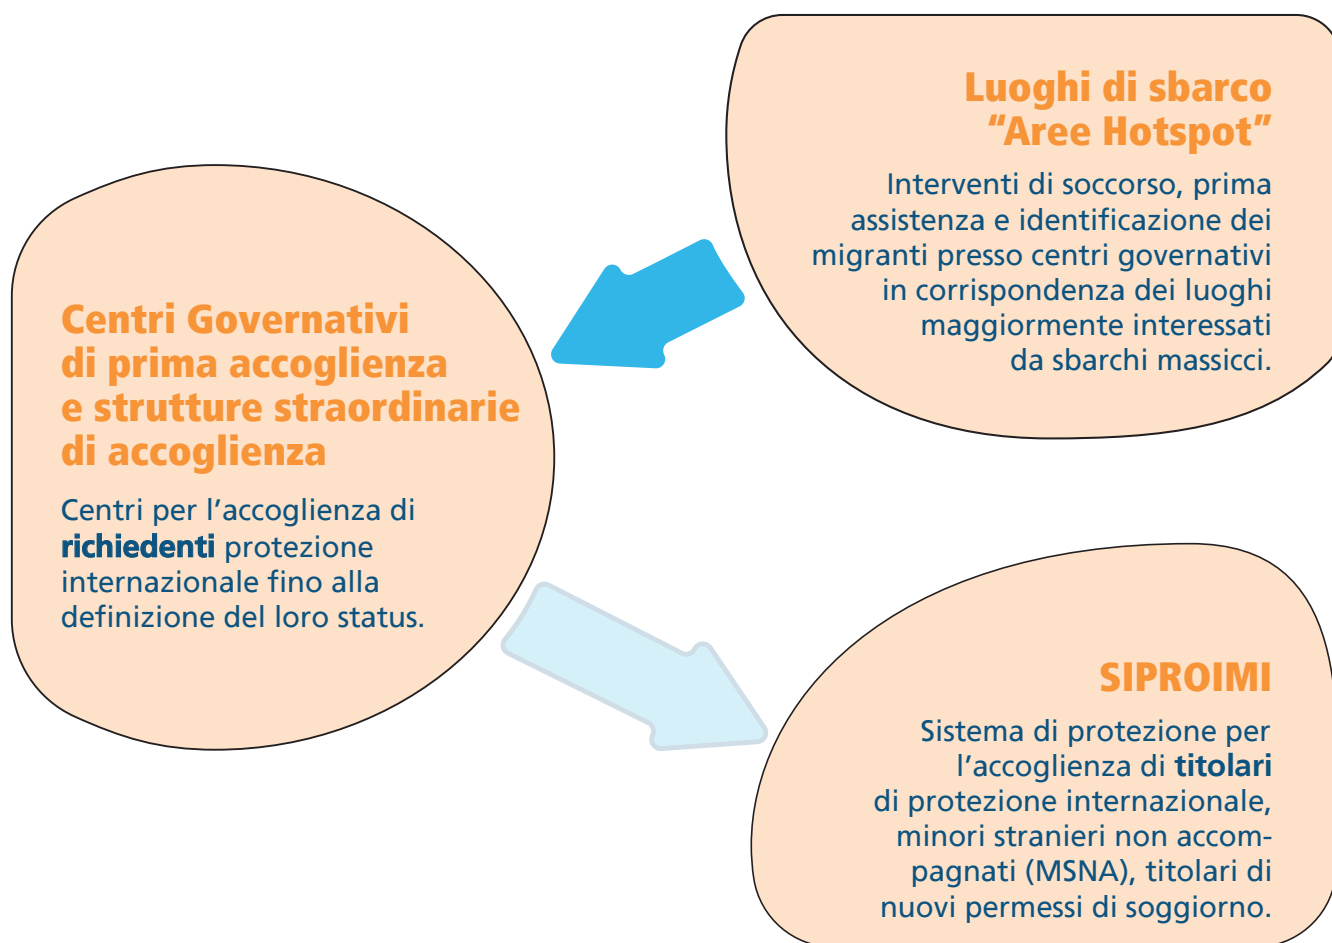 Luoghi di sbarco
“Aree Hotspot”
Interventi di soccorso, prima
assistenza e identificazione dei
migranti presso centri governativi
in corrispondenza dei luoghi
maggiormente interessati
da sbarchi massicci.
Centri Governativi
di prima accoglienza
e strutture straordinarie
di accoglienza
Centri per l’accoglienza di
richiedenti protezione
internazionale fino alla
definizione del loro status.
SIPROIMI
Sistema di protezione per
l’accoglienza di titolari
di protezione internazionale,
minori stranieri non accom-
pagnati (MSNA), titolari di
nuovi permessi di soggiorno.